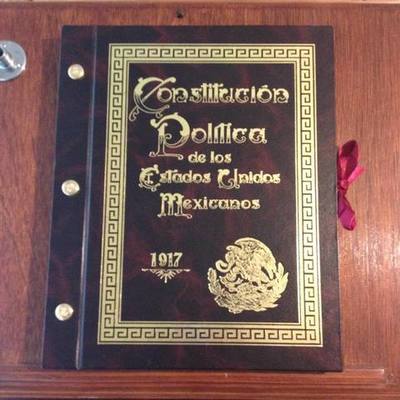 Constitución
Política
de los
Estados Unidos
Mexicanos
1917